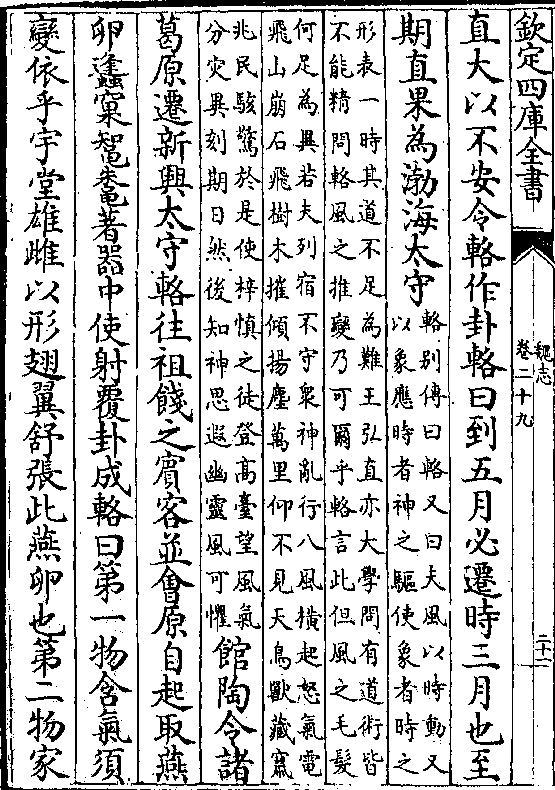 欽定四庫全書
魏志
卷二十九
二十二
直大以不安令輅作卦輅曰到五月必遷時三月也至
期直果為渤海太守
輅别傳曰輅又曰夫風以時動又
以象應時者神之驅使象者時之
形表一時其道不足為難王弘直亦大學問有道術皆
不能精問輅風之推變乃可爾乎輅言此但風之毛髮
何足為異若夫列宿不守衆神亂行八風橫起怒氣電
飛山崩石飛樹木摧傾揚塵萬里仰不見天鳥獸藏竄
兆民駭驚於是使梓慎之徒登高臺望風氣
分災異刻期日然後知神思遐幽靈風可懼
館陶令諸
葛原遷新興太守輅往祖餞之賓客並會原自起取燕
卵蠭窠鼅鼄著器中使射覆卦成輅曰第一物含氣須
變依乎宇堂雄雌以形翅翼舒張此燕卵也第二物家